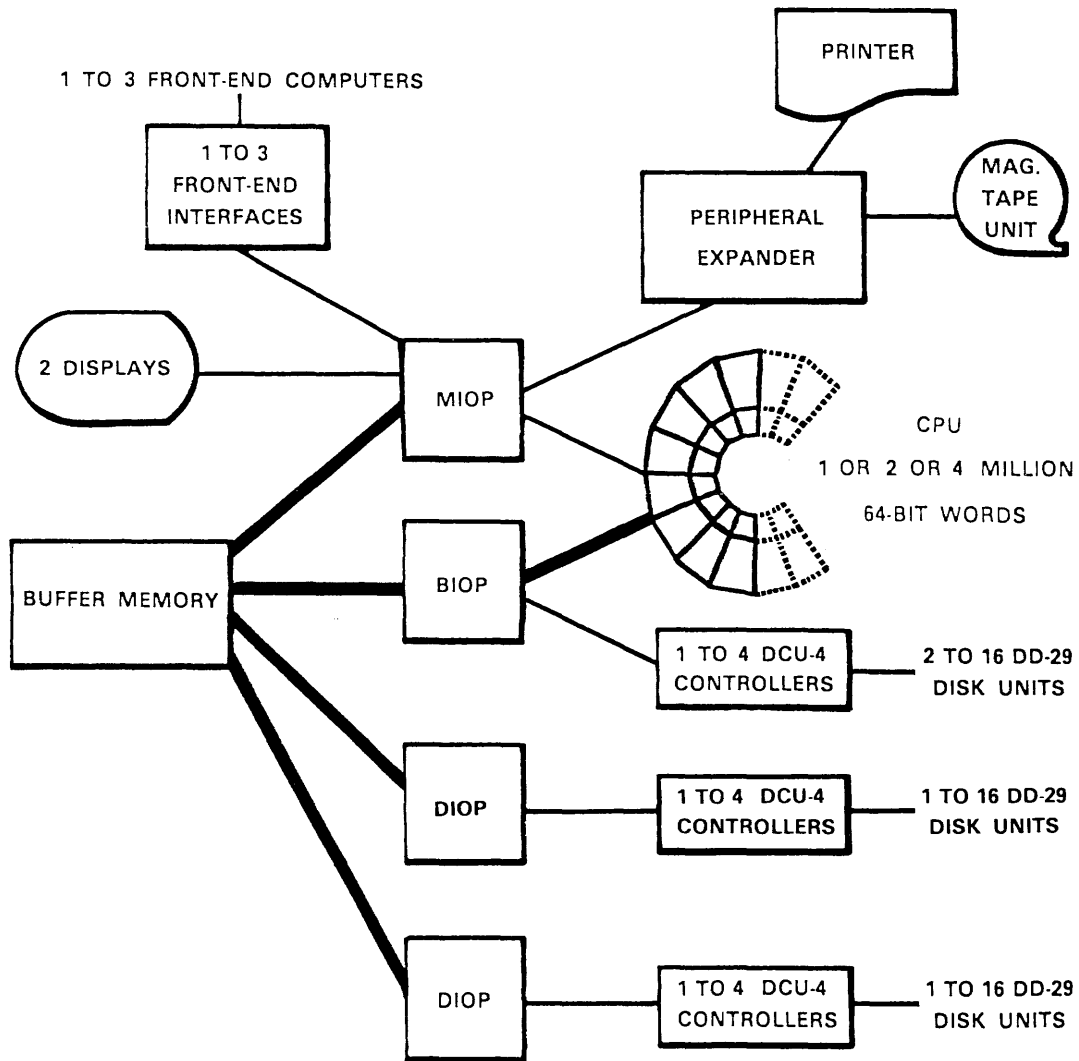 PRINTER
1 TO 3 FRONT-END COMPUTERS
1 TO 3
FRONT-END
INTERFACES
MAG.
TAPE
UNIT
PERIPHERAL
EXPANDER
2 DISPLAYS
MIOP
CPU
1 OR 2 OR 4 MILLION
64-BIT WORDS
BUFFER MEMORY
BIOP
1 TO 4 DCU-4
CONTROLLERS
2 TO 16 DD-29
DISK UNITS
DIOP
1 TO 4 DCU-4
CONTROLLERS
1 TO 16 DD-29
DISK UNITS
DIOP
1 TO 4 DCU-4
CONTROLLERS
1 TO 16 DD-29
DISK UNITS